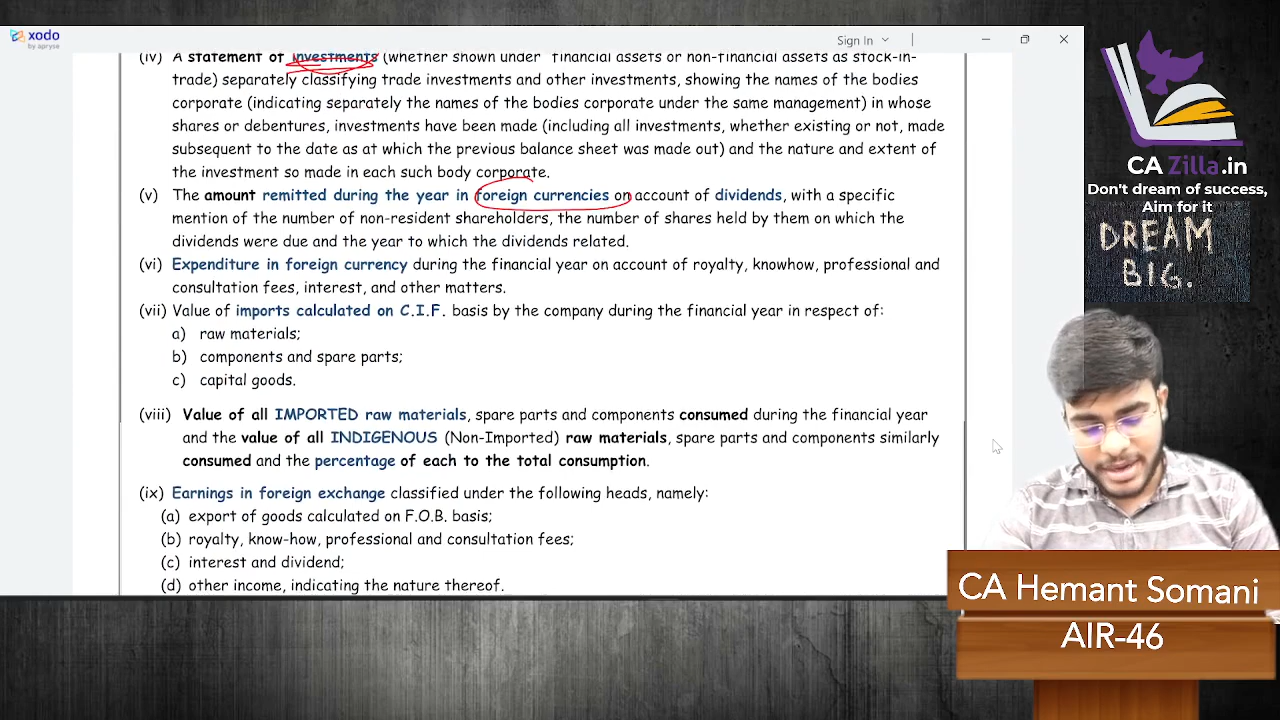 xodo
by apryse
Sign In
(iv) A statement of investments (whether shown under "financial assets or non-financial assets as stock-in-
trade) separately classifying trade investments and other investments, showing the names of the bodies
corporate (indicating separately the names of the bodies corporate under the same management) in whose
shares or debentures, investments have been made (including all investments, whether existing or not, made
subsequent to the date as at which the previous balance sheet was made out) and the nature and extent of
the investment so made in each such body corporate.
(v) The amount remitted during the year in foreign currencies on account of dividends, with a specific
mention of the number of non-resident shareholders, the number of shares held by them on which the
dividends were due and the year to which the dividends related.
(vi) Expenditure in foreign currency during the financial year on account of royalty, knowhow, professional and
consultation fees, interest, and other matters.
(vii) Value of imports calculated on C.I.F. basis by the company during the financial year in respect of:
a) raw materials;
b) components and spare parts;
c) capital goods.
(viii) Value of all IMPORTED raw materials, spare parts and components consumed during the financial year
and the value of all INDIGENOUS (Non-Imported) raw materials, spare parts and components similarly
consumed and the percentage of each to the total consumption.
(ix) Earnings in foreign exchange classified under the following heads, namely:
(a) export of goods calculated on F.O.B. basis;
(b) royalty, know-how, professional and consultation fees;
(c) interest and dividend;
(d) other income, indicating the nature thereof.
CA Zilla.in
Don't dream of success,
Aim for it
DREAM
BIG.
CA Hemant Somani
AIR-46